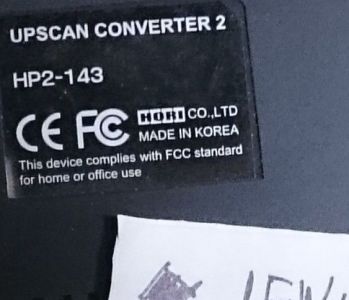 UPSCAN CONVERTER 2
HP2-143
CE FC CO.,LTD
MADE IN KOREA
This device complies with FCC standard
for home or office use